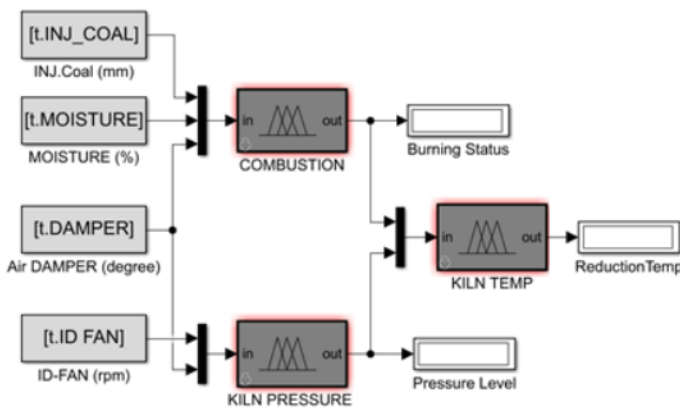 [t.INJ_COAL]
INJ.Coal (mm)
[t.MOISTURE]
MOISTURE (%)
in
out
COMBUSTION
Burning Status
[t.DAMPER]
Air DAMPER (degree)
in
out
KILN TEMP
ReductionTemp
[t.ID FAN]
ID-FAN (rpm)
in
out
KILN PRESSURE
Pressure Level